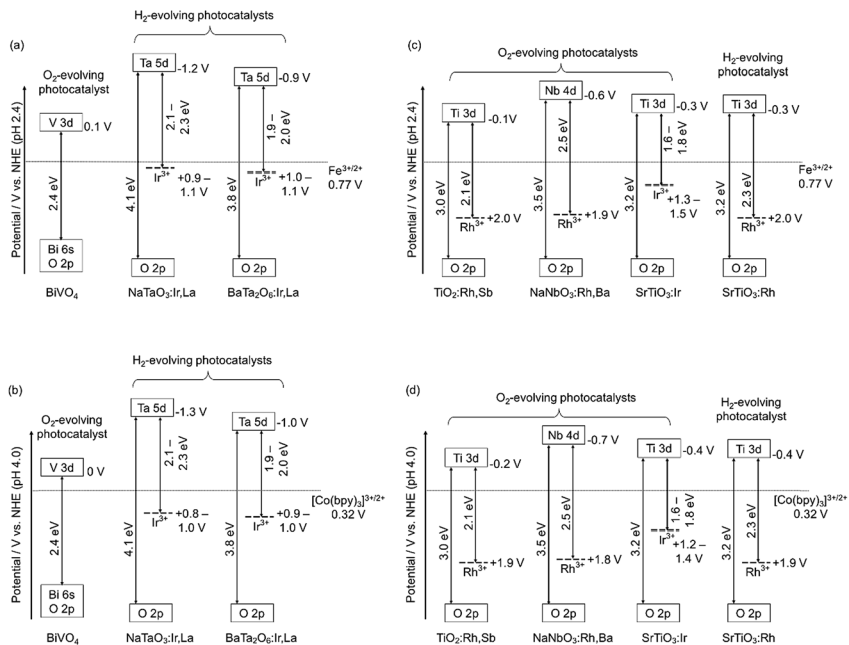 H₂-evolving photocatalysts
(a)
O₂-evolving
photocatalyst
Ta 5d
-1.2 V
Ta 5d
-0.9 V
V 3d
0.1 V
2.1 –
2.3 eV
1.9 –
2.0 eV
Potential / V vs. NHE (pH 2.4)
2.4 eV
4.1 eV
3.8 eV
Ir³⁺
+0.9 –
1.1 V
Ir³⁺
+1.0 –
1.1 V
Fe³⁺/²⁺
0.77 V
Bi 6s
O 2p
O 2p
O 2p
BiVO₄
NaTaO₃:Ir,La
BaTa₂O₆:Ir,La
(c)
O₂-evolving photocatalysts
H₂-evolving
photocatalyst
Ti 3d
-0.1V
Nb 4d
-0.6 V
Ti 3d
-0.3 V
Ti 3d
-0.3 V
Potential / V vs. NHE (pH 2.4)
3.0 eV
2.1 eV
3.5 eV
2.5 eV
3.2 eV
1.6 –
1.8 eV
3.2 eV
2.3 eV
Fe³⁺/²⁺
0.77 V
Rh³⁺
+2.0 V
Rh³⁺
+1.9 V
Ir³⁺
+1.3 –
1.5 V
Rh³⁺
+2.0 V
O 2p
O 2p
O 2p
O 2p
TiO₂:Rh,Sb
NaNbO₃:Rh,Ba
SrTiO₃:Ir
SrTiO₃:Rh
H₂-evolving photocatalysts
(b)
O₂-evolving
photocatalyst
Ta 5d
-1.3 V
Ta 5d
-1.0 V
V 3d
0 V
2.1 –
2.3 eV
1.9 –
2.0 eV
Potential / V vs. NHE (pH 4.0)
2.4 eV
4.1 eV
3.8 eV
Ir³⁺
+0.8 –
1.0 V
Ir³⁺
+0.9 –
1.0 V
[Co(bpy)₃]³⁺/²⁺
0.32 V
Bi 6s
O 2p
O 2p
O 2p
BiVO₄
NaTaO₃:Ir,La
BaTa₂O₆:Ir,La
(d)
O₂-evolving photocatalysts
H₂-evolving
photocatalyst
Ti 3d
-0.2 V
Nb 4d
-0.7 V
Ti 3d
-0.4 V
Ti 3d
-0.4 V
Potential / V vs. NHE (pH 4.0)
3.0 eV
2.1 eV
3.5 eV
2.5 eV
3.2 eV
1.6 –
1.8 eV
3.2 eV
2.3 eV
[Co(bpy)₃]³⁺/²⁺
0.32 V
Rh³⁺
+1.9 V
Rh³⁺
+1.8 V
Ir³⁺
+1.2 –
1.4 V
Rh³⁺
+1.9 V
O 2p
O 2p
O 2p
O 2p
TiO₂:Rh,Sb
NaNbO₃:Rh,Ba
SrTiO₃:Ir
SrTiO₃:Rh